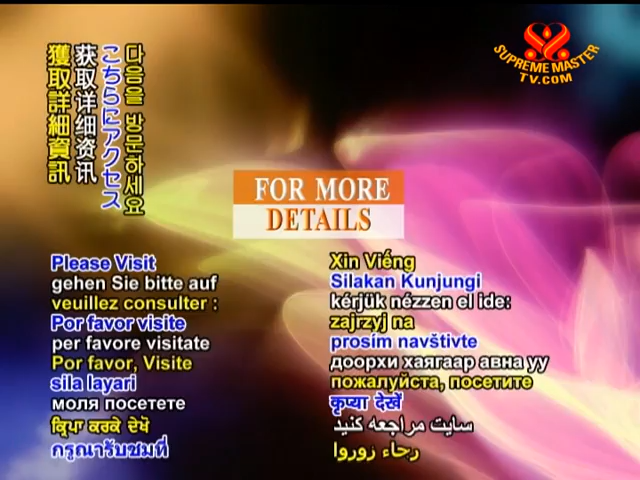 SUPREME MASTER
TV.COM
獲取詳細資訊
获取详细资讯
こちらにアクセス
다음을 방문하세요
FOR MORE
DETAILS
Please Visit
gehen Sie bitte auf
veuillez consulter :
Por favor visite
per favore visitate
Por favor, Visite
sila layari
моля посетете
ਕ੍ਰਿਪਾ ਕਰਕੇ ਦੇਖੋ
กรุณารับชมที่
Xin Viếng
Silakan Kunjungi
kérjük nézzen el ide:
zajrzyj na
prosím navštivte
доорхи хаягаар авна уу
пожалуйста, посетите
कृप्या देखें
سایت مراجعه کنید
رجاء زوروا